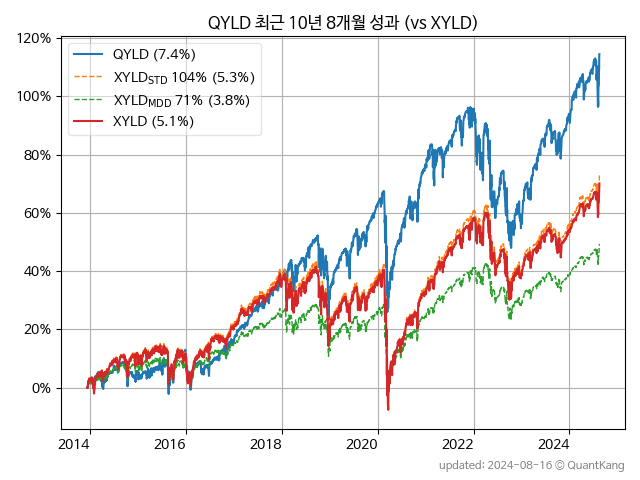 QYLD 최근 10년 8개월 성과 (vs XYLD)
120%
100%
80%
60%
40%
20%
0%
QYLD (7.4%)
XYLD_STD 104% (5.3%)
XYLD_MDD 71% (3.8%)
XYLD (5.1%)
2014 2016 2018 2020 2022 2024
updated: 2024-08-16 © QuantKang